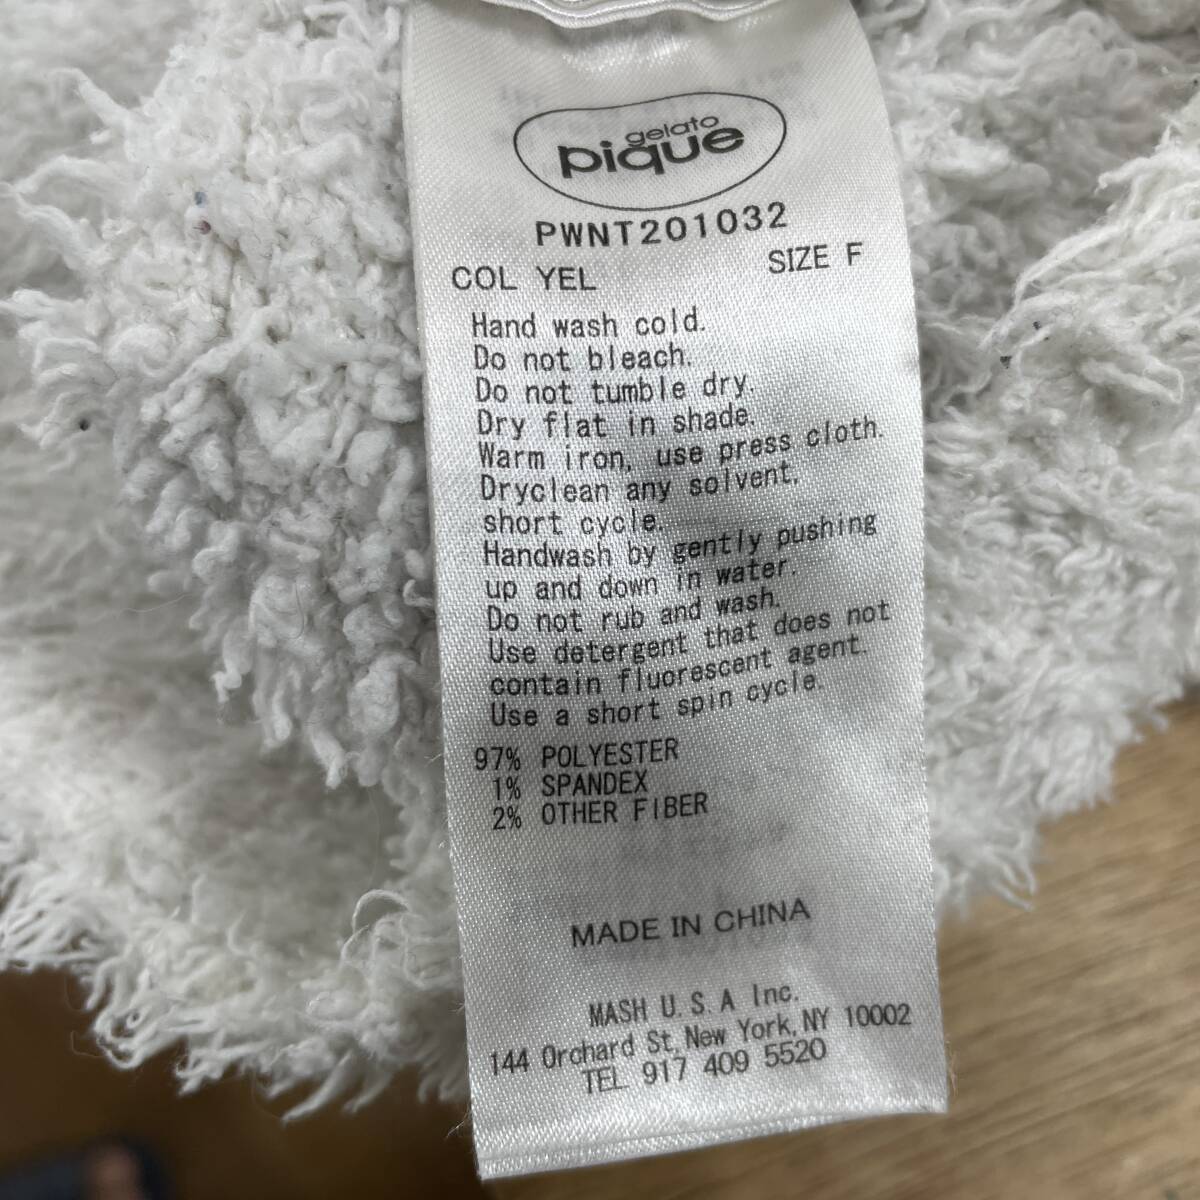 gelato
pique
PWNT201032
COL YEL SIZE F
Hand wash cold.
Do not bleach.
Do not tumble dry.
Dry flat in shade.
Warm iron, use press cloth.
Dryclean any solvent,
short cycle.
Handwash by gently pushing
up and down in water.
Do not rub and wash.
Use detergent that does not
contain fluorescent agent.
Use a short spin cycle.
97% POLYESTER
1% SPANDEX
2% OTHER FIBER
MADE IN CHINA
MASH U.S.A Inc.
144 Orchard St, New York, NY 10002
TEL 917 409 5520